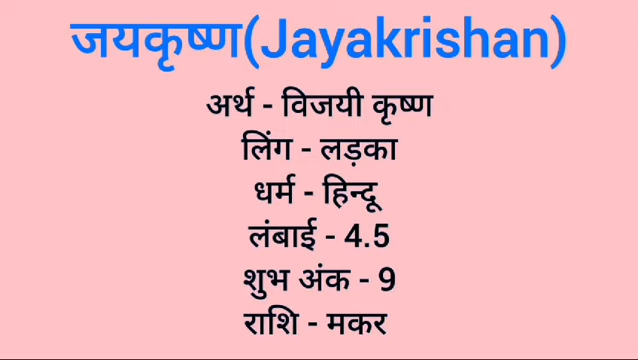 जयकृष्ण(Jayakrishan)
अर्थ - विजयी कृष्ण
लिंग - लड़का
धर्म - हिन्दू
लंबाई - 4.5
शुभ अंक - 9
राशि - मकर